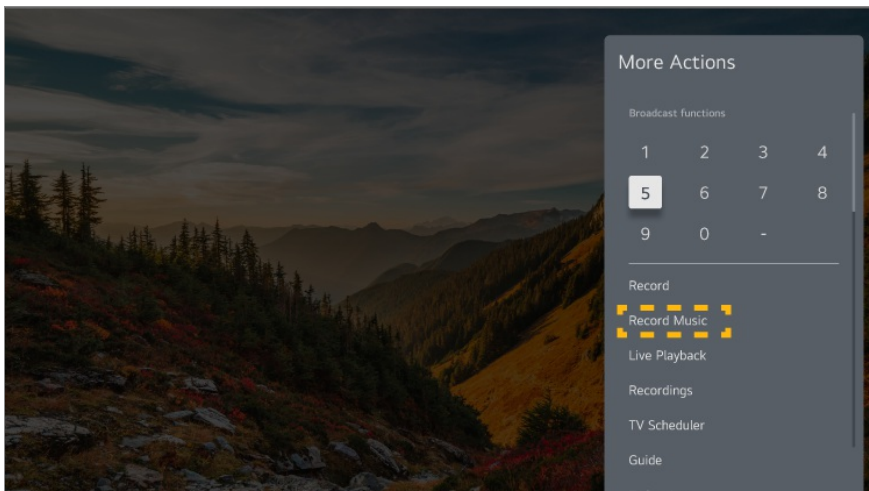 More Actions
Broadcast functions
1 2 3 4
5 6 7 8
9 0 -
Record
Record Music
Live Playback
Recordings
TV Scheduler
Guide